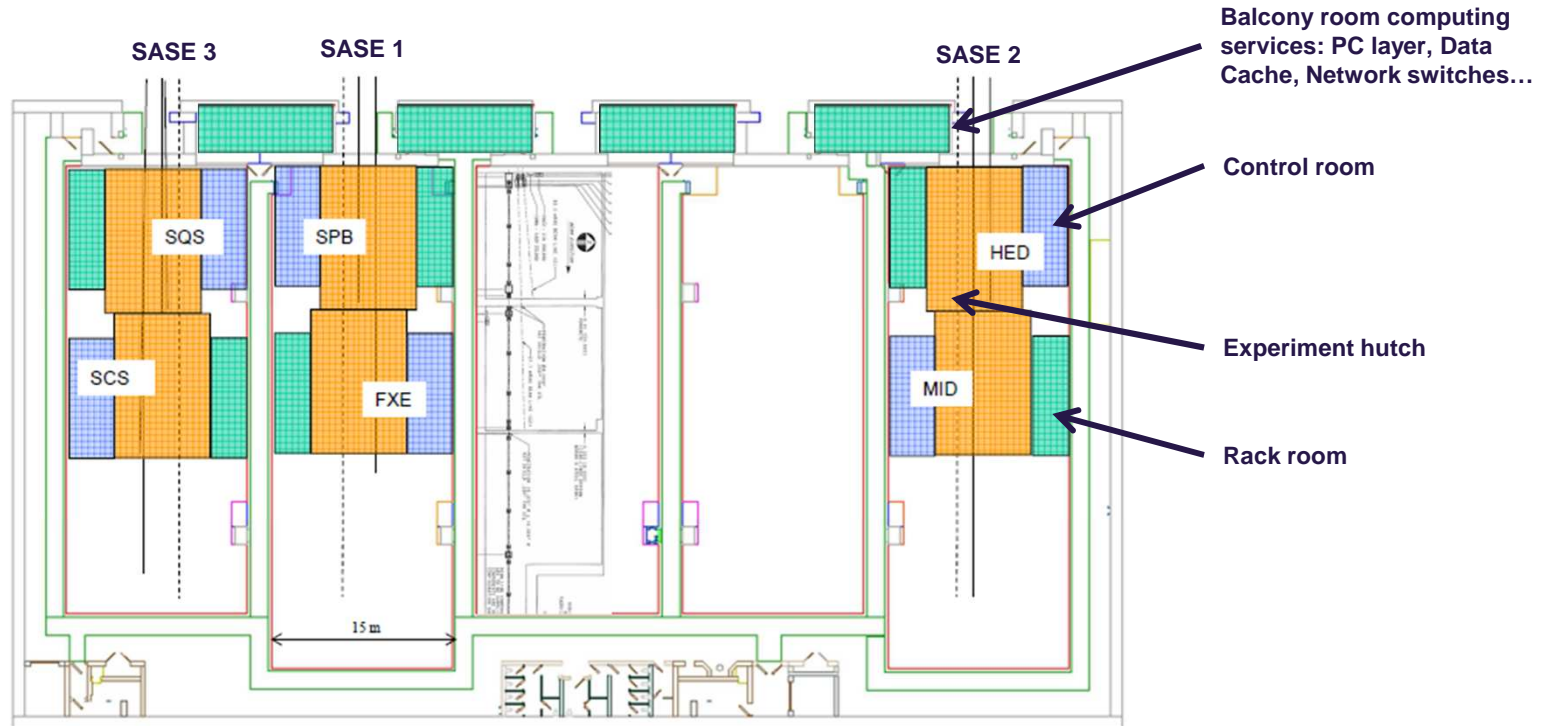 Balcony room computing
services: PC layer, Data
Cache, Network switches…
SASE 3
SASE 1
SASE 2
Control room
SQS
SPB
HED
Experiment hutch
SCS
FXE
MID
Rack room
15 m